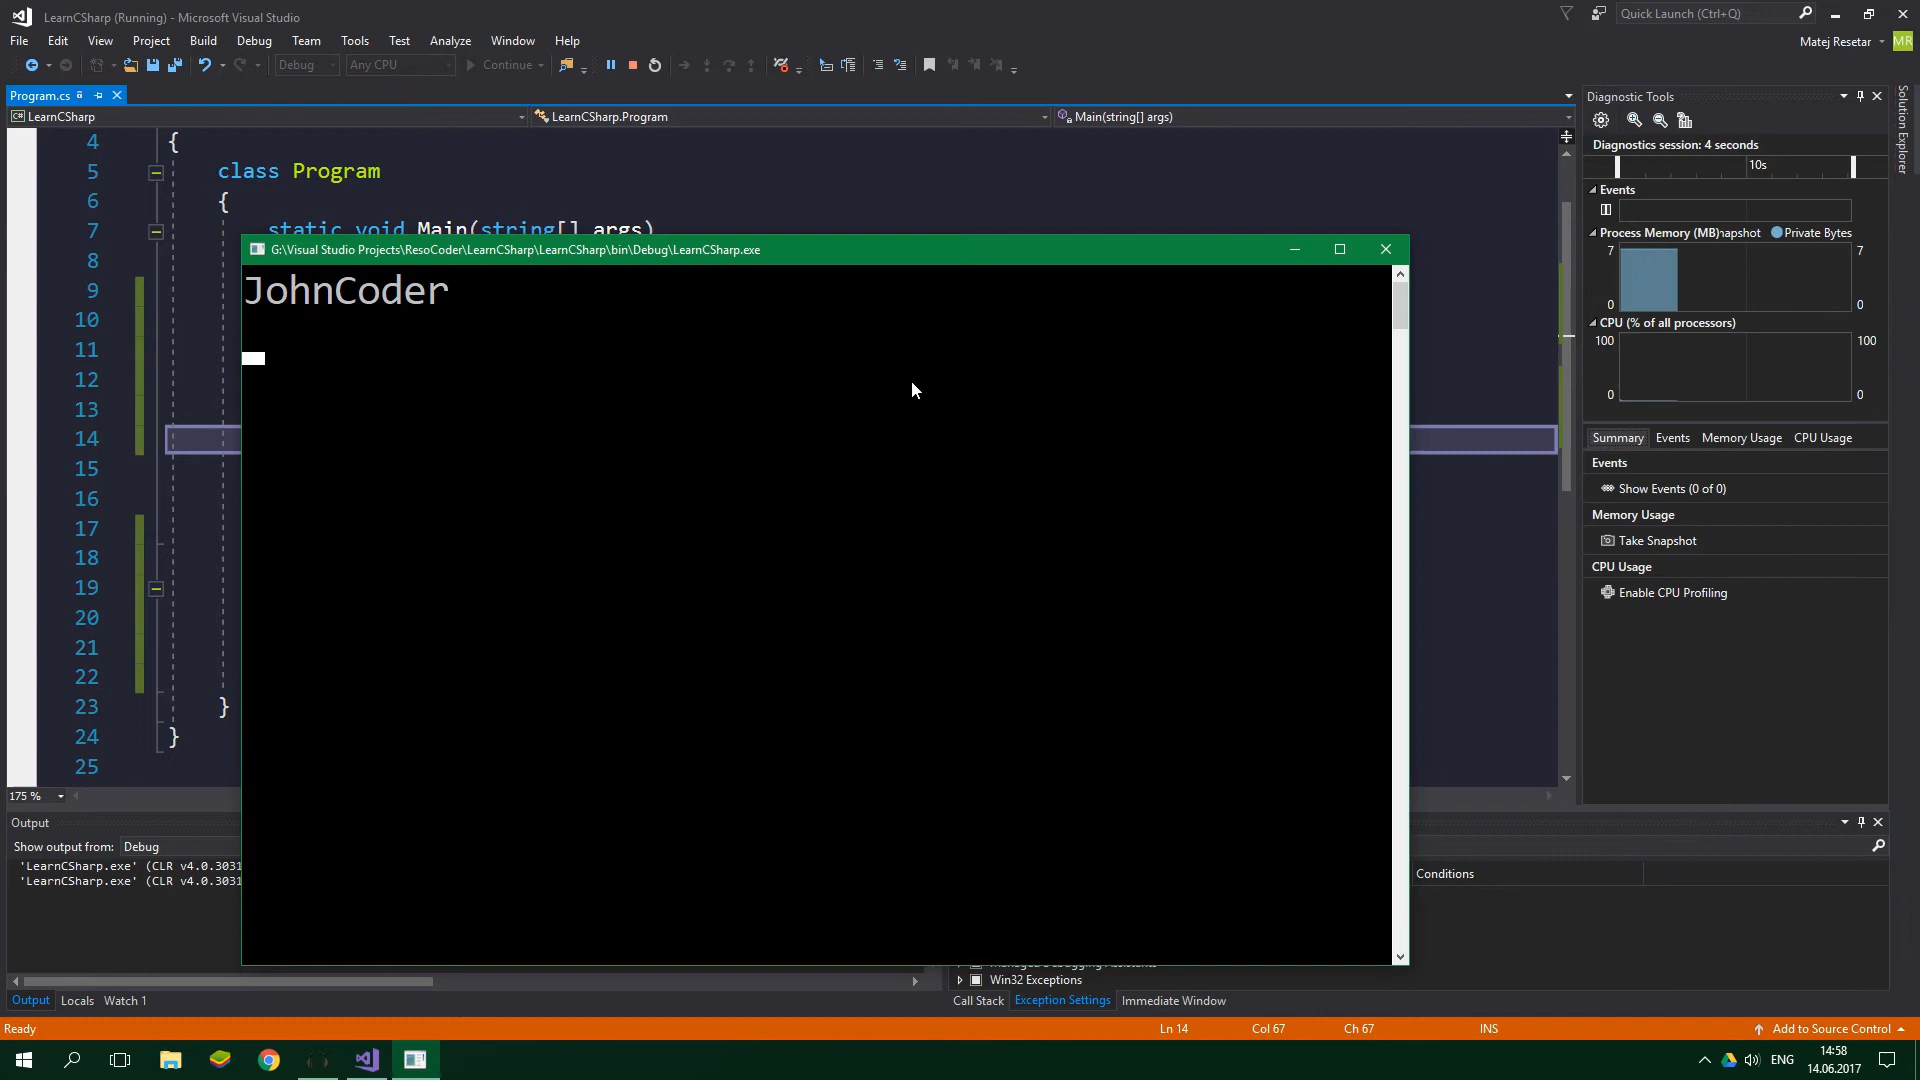 LearnCSharp (Running) - Microsoft Visual Studio
Quick Launch (Ctrl+Q)
File Edit View Project Build Debug Team Tools Test Analyze Window Help
Matej Resetar MR
Debug Any CPU Continue
Program.cs
Diagnostic Tools
Solution Explorer
LearnCSharp LearnCSharp.Program Main(string[] args)
4 {
5 class Program
6 {
7 static void Main(string[] args)
8
9
10
11
12
13
14
15
16
17
18
19
20
21
22
23 }
24 }
25
G:\Visual Studio Projects\ResoCoder\LearnCSharp\LearnCSharp\bin\Debug\LearnCSharp.exe
JohnCoder
Diagnostics session: 4 seconds
10s
Events
Process Memory (MB) Private Bytes
7 7
0 0
CPU (% of all processors)
100 100
0 0
Summary Events Memory Usage CPU Usage
Events
Show Events (0 of 0)
Memory Usage
Take Snapshot
CPU Usage
Enable CPU Profiling
175 %
Output
Show output from: Debug
'LearnCSharp.exe' (CLR v4.0.3031
'LearnCSharp.exe' (CLR v4.0.3031
Conditions
Win32 Exceptions
Output Locals Watch 1
Call Stack Exception Settings Immediate Window
Ready Ln 14 Col 67 Ch 67 INS Add to Source Control
ENG 14:58
14.06.2017